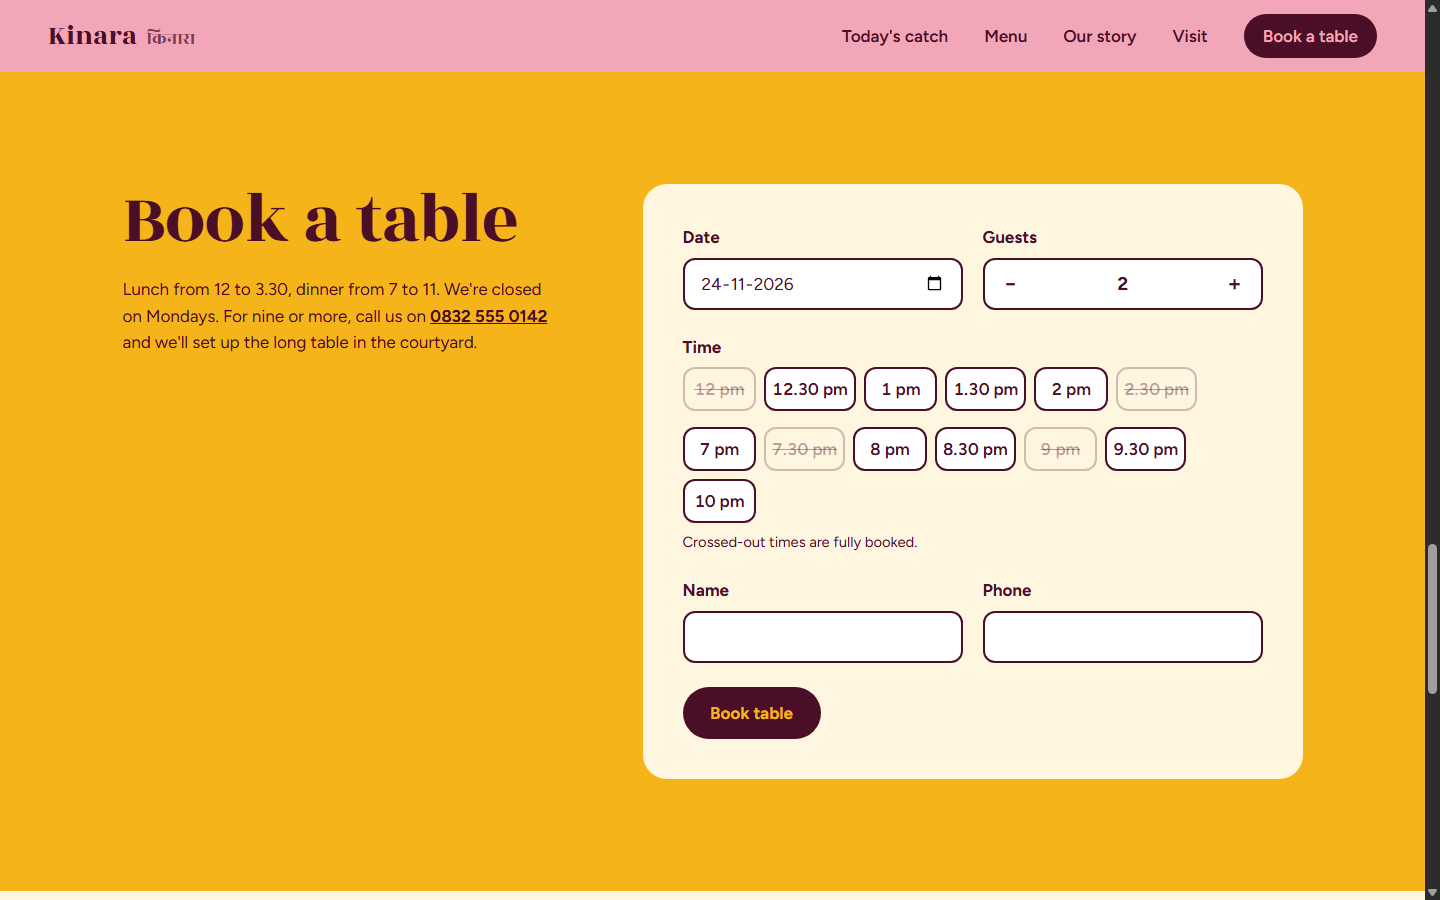 Kinara किनारा
Today's catch
Menu
Our story
Visit
Book a table
Book a table
Lunch from 12 to 3.30, dinner from 7 to 11. We're closed
on Mondays. For nine or more, call us on 0832 555 0142
and we'll set up the long table in the courtyard.
Date
Guests
24-11-2026
− 2 +
Time
12 pm 12.30 pm 1 pm 1.30 pm 2 pm 2.30 pm
7 pm 7.30 pm 8 pm 8.30 pm 9 pm 9.30 pm
10 pm
Crossed-out times are fully booked.
Name
Phone
Book table